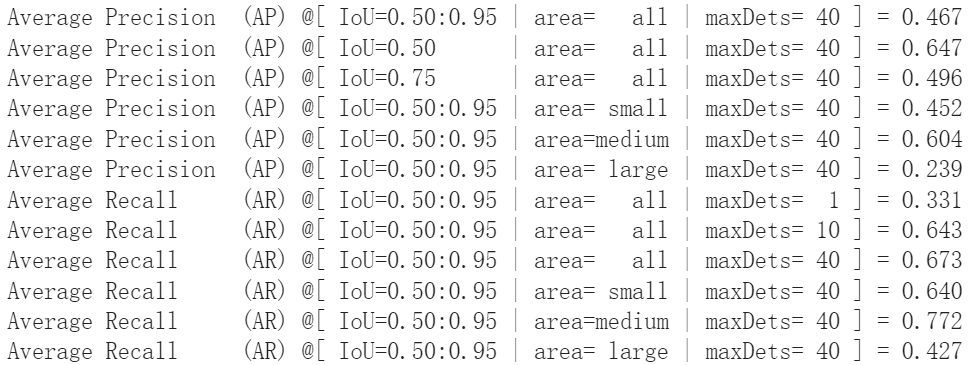 Average Precision  (AP) @[ IoU=0.50:0.95 | area=   all | maxDets= 40 ] = 0.467
Average Precision  (AP) @[ IoU=0.50      | area=   all | maxDets= 40 ] = 0.647
Average Precision  (AP) @[ IoU=0.75      | area=   all | maxDets= 40 ] = 0.496
Average Precision  (AP) @[ IoU=0.50:0.95 | area= small | maxDets= 40 ] = 0.452
Average Precision  (AP) @[ IoU=0.50:0.95 | area=medium | maxDets= 40 ] = 0.604
Average Precision  (AP) @[ IoU=0.50:0.95 | area= large | maxDets= 40 ] = 0.239
Average Recall     (AR) @[ IoU=0.50:0.95 | area=   all | maxDets=  1 ] = 0.331
Average Recall     (AR) @[ IoU=0.50:0.95 | area=   all | maxDets= 10 ] = 0.643
Average Recall     (AR) @[ IoU=0.50:0.95 | area=   all | maxDets= 40 ] = 0.673
Average Recall     (AR) @[ IoU=0.50:0.95 | area= small | maxDets= 40 ] = 0.640
Average Recall     (AR) @[ IoU=0.50:0.95 | area=medium | maxDets= 40 ] = 0.772
Average Recall     (AR) @[ IoU=0.50:0.95 | area= large | maxDets= 40 ] = 0.427